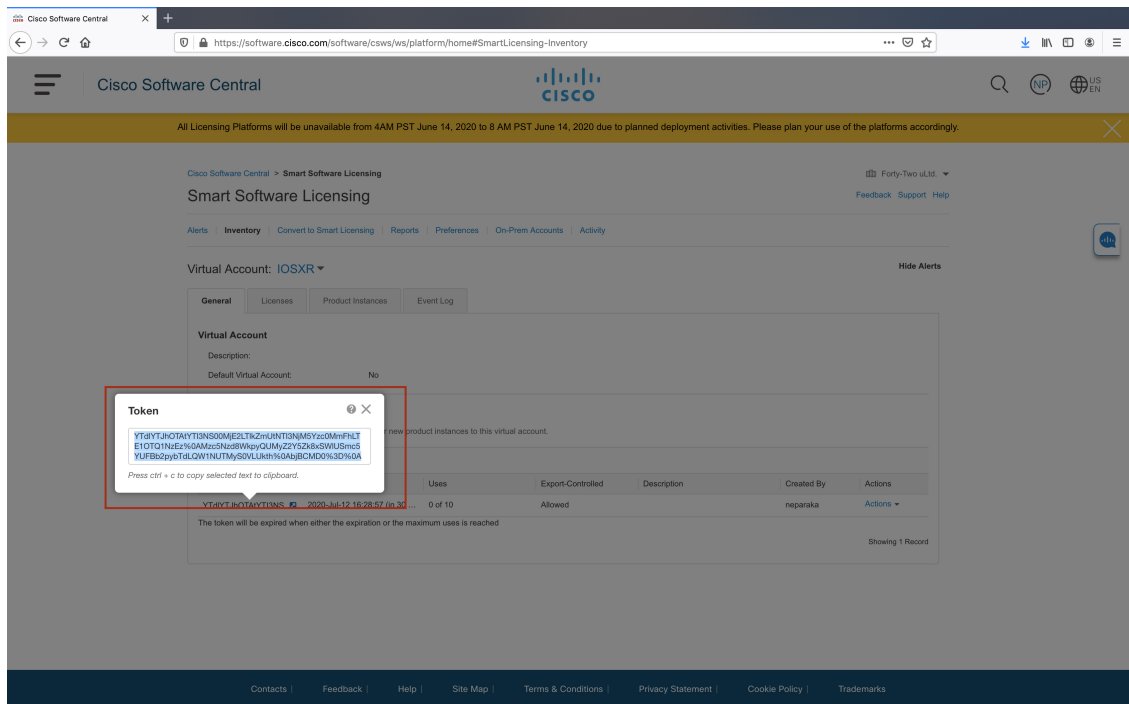 Cisco Software Central
https://software.cisco.com/software/csws/ws/platform/home#SmartLicensing-Inventory
Cisco Software Central
CISCO
NP
US
EN
All Licensing Platforms will be unavailable from 4AM PST June 14, 2020 to 8 AM PST June 14, 2020 due to planned deployment activities. Please plan your use of the platforms accordingly.
Cisco Software Central > Smart Software Licensing
Forty-Two uLtd.
Smart Software Licensing
Feedback Support Help
Alerts | Inventory | Convert to Smart Licensing | Reports | Preferences | On-Prem Accounts | Activity
Virtual Account: IOSXR
Hide Alerts
General Licenses Product Instances Event Log
Virtual Account
Description:
Default Virtual Account: No
Token
r new product instances to this virtual account.
YTdlYTJhOTAtYTI3NS00MjE2LTlkZmUtNTI3NjM5Yzc0MmFhLT
E1OTQ1NzEz%0AMzc5Nzd8WkpyQUMyZ2Y5Zk8xSWlUSmc5
YUFBb2pybTdLQW1NUTMyS0VLUkth%0AbjBCMD0%3D%0A
Press ctrl + c to copy selected text to clipboard.
Uses Export-Controlled Description Created By Actions
YTdlYTJhOTAtYTI3NS 2020-Jul-12 16:28:57 (in 30 ... 0 of 10 Allowed neparaka Actions
The token will be expired when either the expiration or the maximum uses is reached
Showing 1 Record
Contacts | Feedback | Help | Site Map | Terms & Conditions | Privacy Statement | Cookie Policy | Trademarks